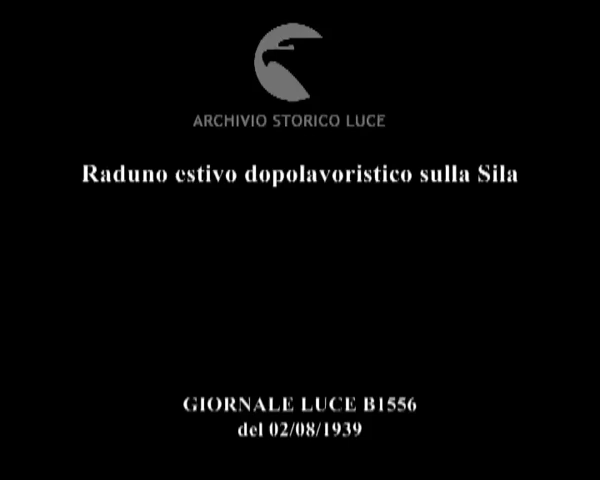 ARCHIVIO STORICO LUCE
Raduno estivo dopolavoristico sulla Sila
GIORNALE LUCE B1556
del 02/08/1939